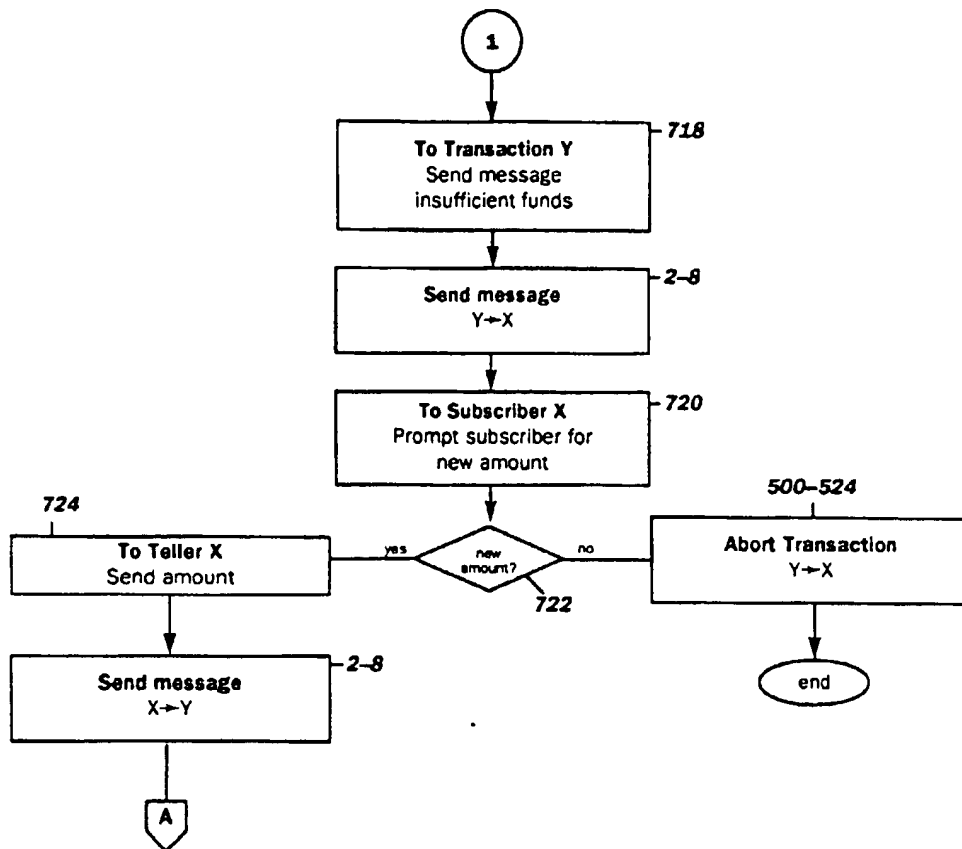 1
718
To Transaction Y
Send message
insufficient funds
2–8
Send message
Y→X
720
To Subscriber X
Prompt subscriber for
new amount
724
To Teller X
Send amount
yes
new
amount?
no
722
500–524
Abort Transaction
Y→X
2–8
Send message
X→Y
end
A